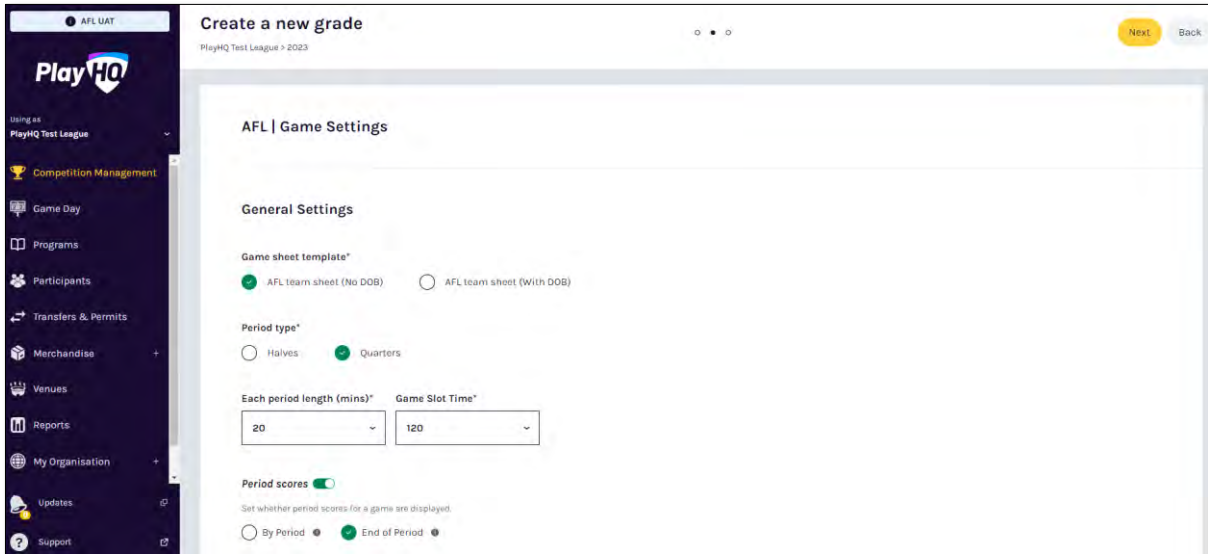 AFL UAT
PlayHQ
Using as
PlayHQ Test League
Competition Management
Game Day
Programs
Participants
Transfers & Permits
Merchandise +
Venues
Reports
My Organisation +
Updates
Support
Create a new grade
PlayHQ Test League > 2023
Next Back
AFL | Game Settings
General Settings
Game sheet template*
AFL team sheet (No DOB) AFL team sheet (With DOB)
Period type*
Halves Quarters
Each period length (mins)* Game Slot Time*
20 120
Period scores
Set whether period scores for a game are displayed.
By Period End of Period